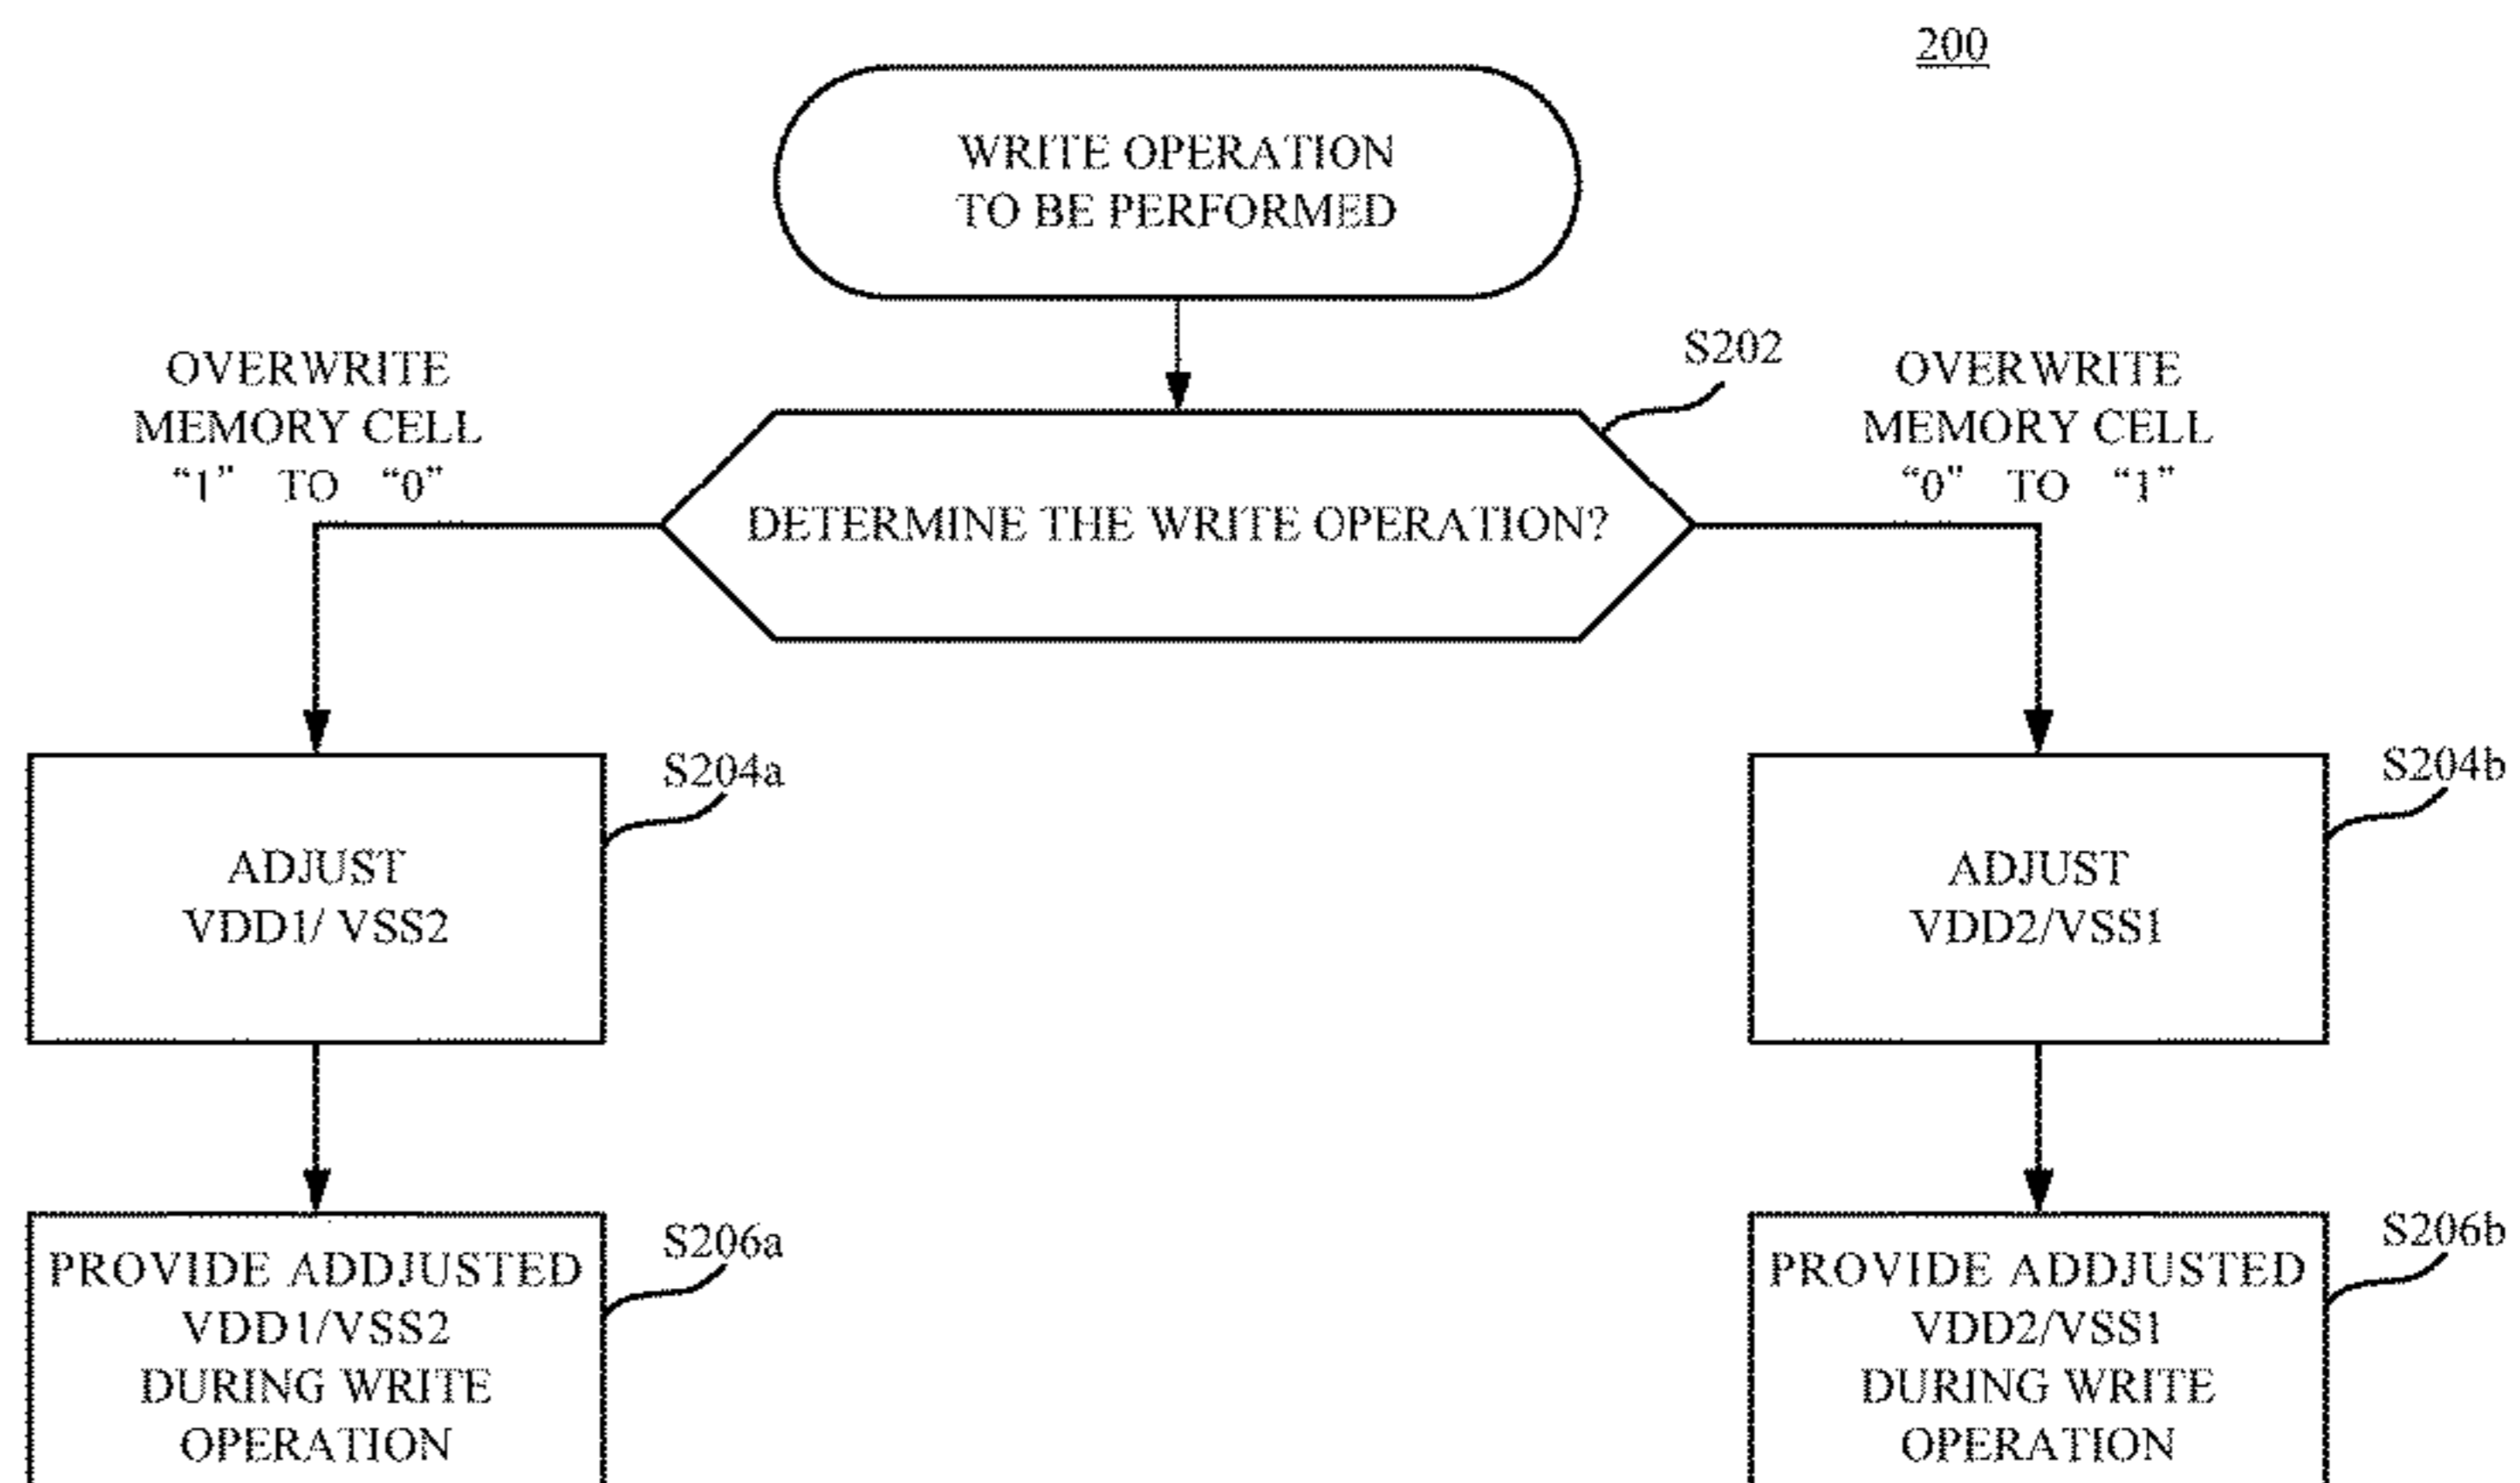 200
WRITE OPERATION
TO BE PERFORMED
S202
OVERWRITE
MEMORY CELL
“1” TO “0”
OVERWRITE
MEMORY CELL
“0” TO “1”
DETERMINE THE WRITE OPERATION?
S204a
ADJUST
VDD1/ VSS2
S204b
ADJUST
VDD2/VSS1
S206a
PROVIDE ADDJUSTED
VDD1/VSS2
DURING WRITE
OPERATION
S206b
PROVIDE ADDJUSTED
VDD2/VSS1
DURING WRITE
OPERATION